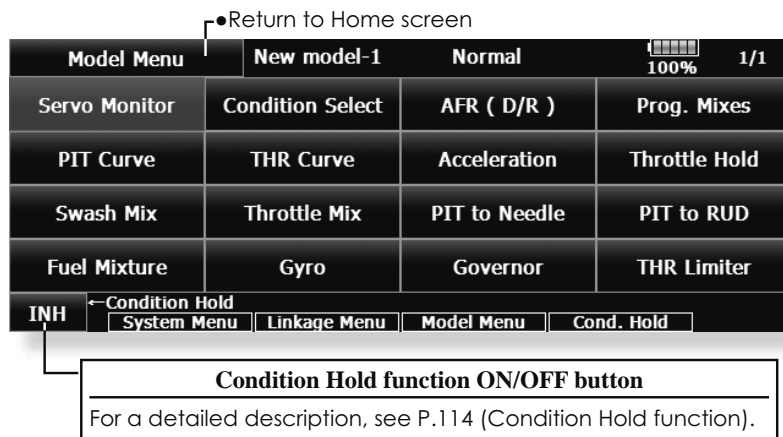 ●Return to Home screen
Model Menu New model-1 Normal 100% 1/1
Servo Monitor Condition Select AFR ( D/R ) Prog. Mixes
PIT Curve THR Curve Acceleration Throttle Hold
Swash Mix Throttle Mix PIT to Needle PIT to RUD
Fuel Mixture Gyro Governor THR Limiter
INH ←Condition Hold
System Menu Linkage Menu Model Menu Cond. Hold
Condition Hold function ON/OFF button
For a detailed description, see P.114 (Condition Hold function).